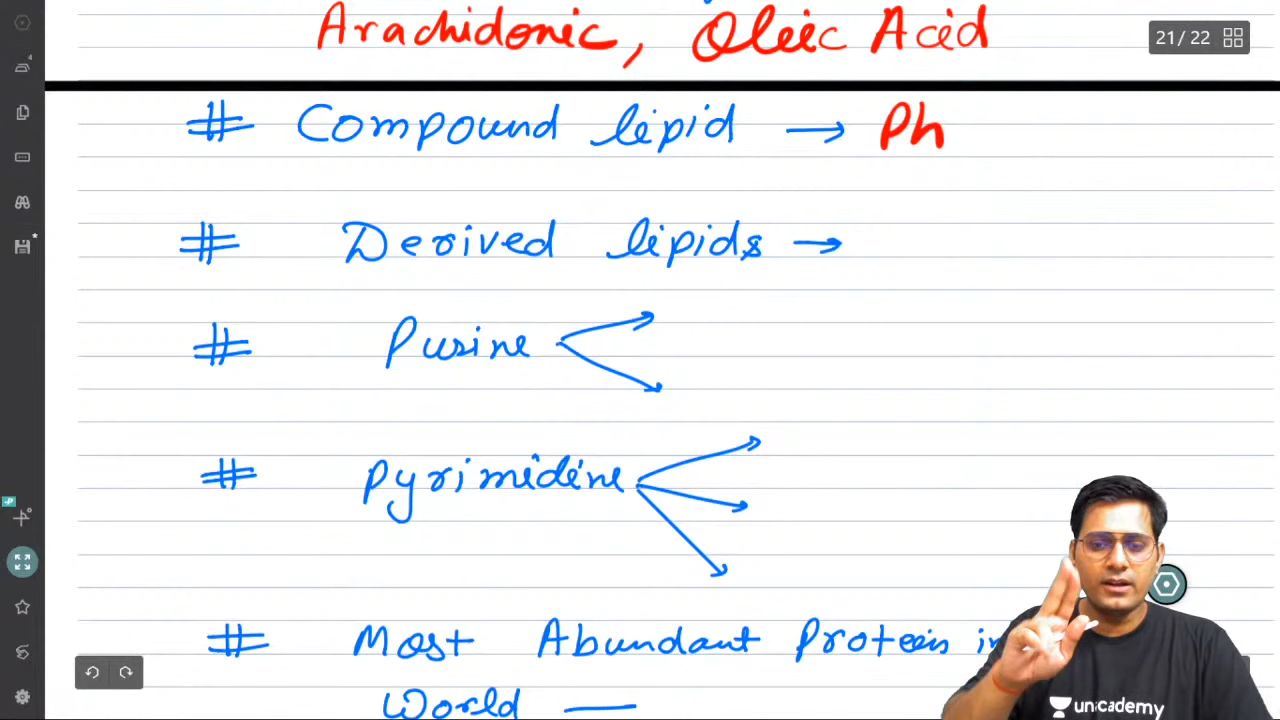 Arachidonic, Oleic Acid
21/22
# Compound lipid → Ph
# Derived lipids →
# Purine
# Pyrimidine
# Most Abundant Protein in
World —
unacademy